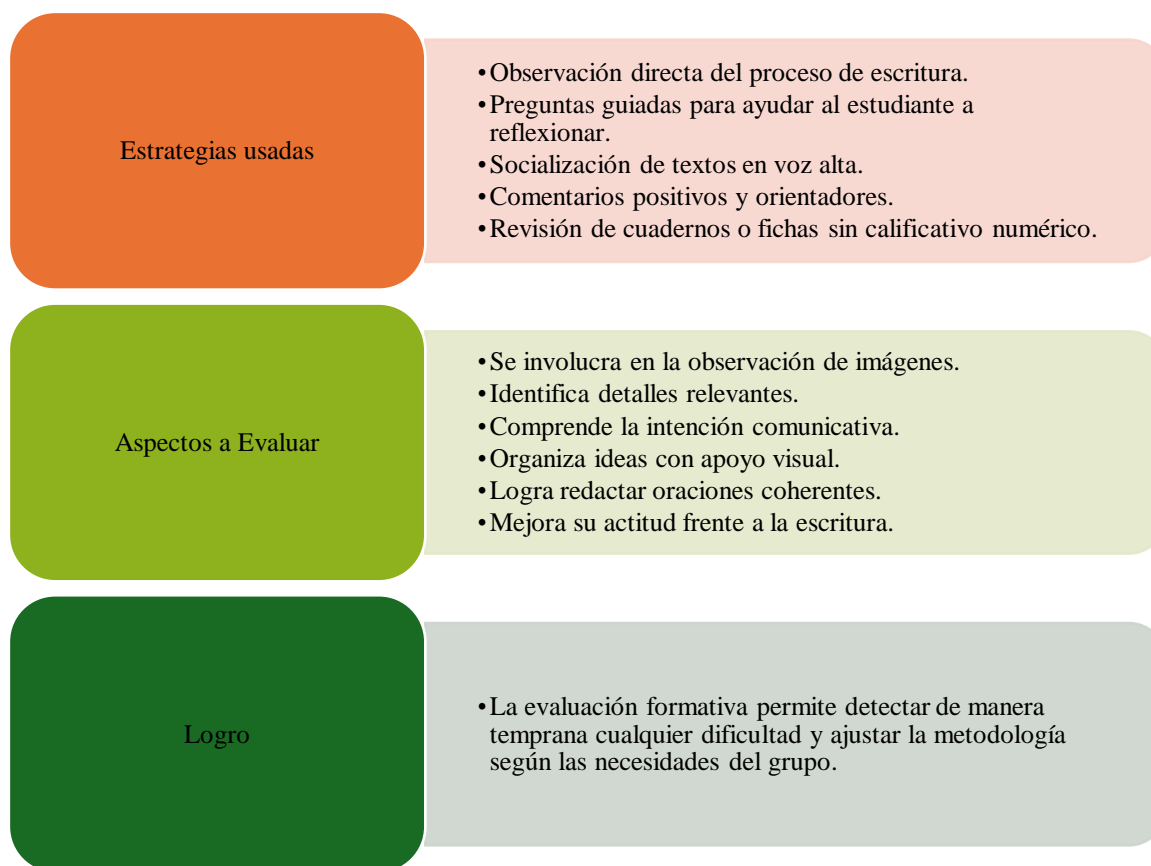 Estrategias usadas
•Observación directa del proceso de escritura.
•Preguntas guiadas para ayudar al estudiante a
reflexionar.
•Socialización de textos en voz alta.
•Comentarios positivos y orientadores.
•Revisión de cuadernos o fichas sin calificativo numérico.
Aspectos a Evaluar
•Se involucra en la observación de imágenes.
•Identifica detalles relevantes.
•Comprende la intención comunicativa.
•Organiza ideas con apoyo visual.
•Logra redactar oraciones coherentes.
•Mejora su actitud frente a la escritura.
Logro
•La evaluación formativa permite detectar de manera
temprana cualquier dificultad y ajustar la metodología
según las necesidades del grupo.